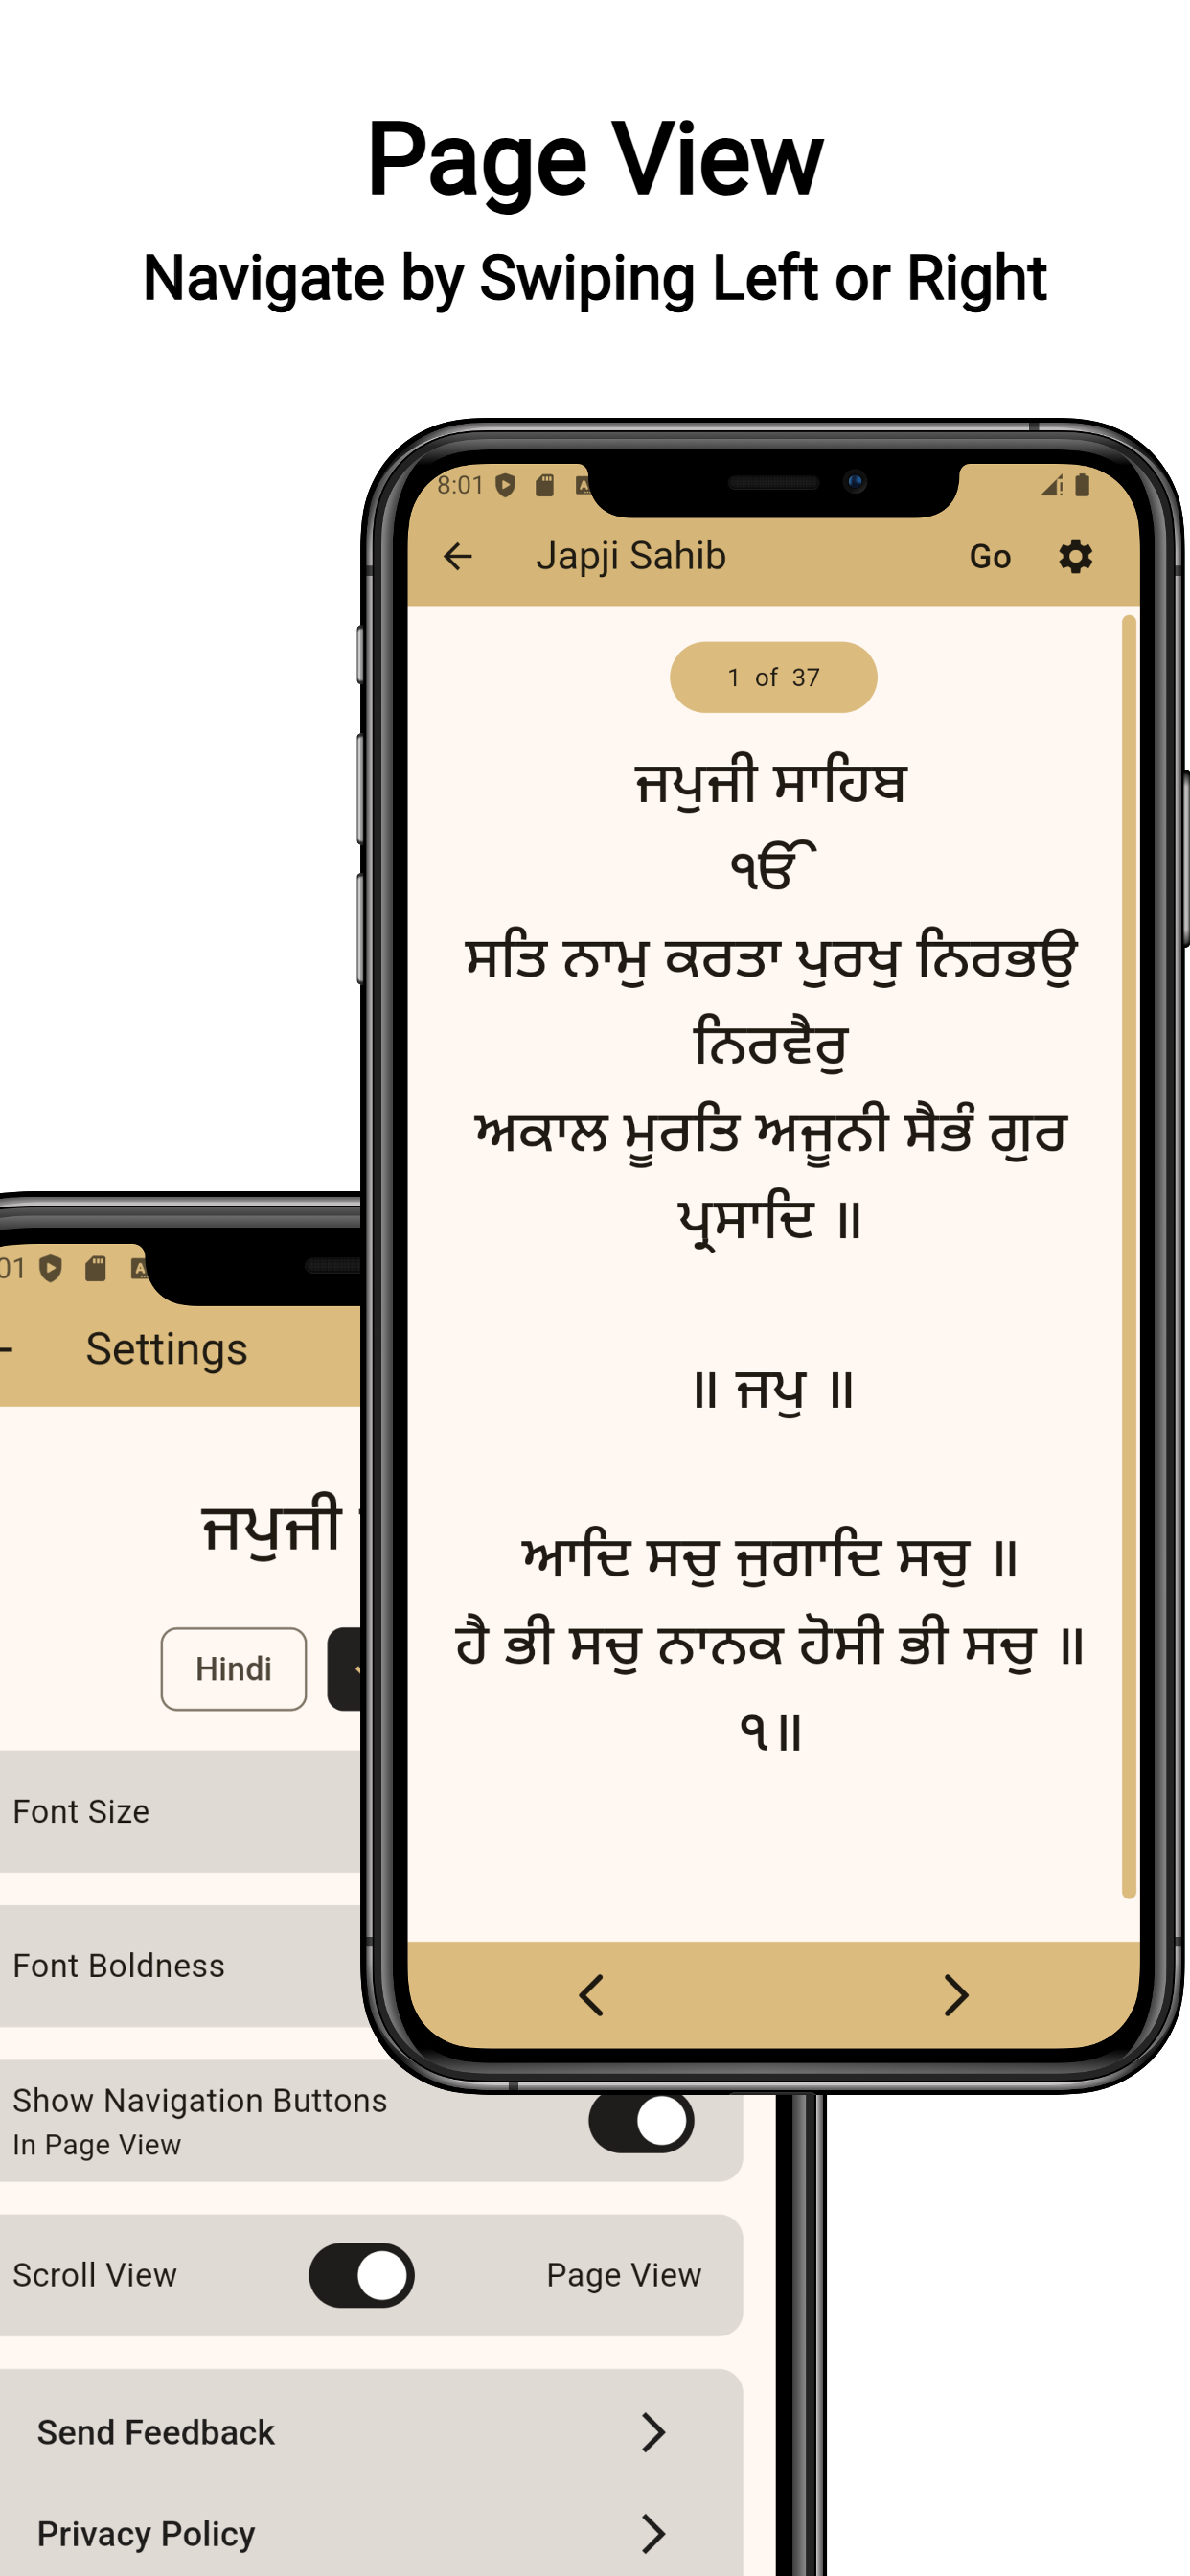 Page View
Navigate by Swiping Left or Right
8:01
Japji Sahib Go
1 of 37
ਜਪੁਜੀ ਸਾਹਿਬ
ੴ
ਸਤਿ ਨਾਮੁ ਕਰਤਾ ਪੁਰਖੁ ਨਿਰਭਉ
ਨਿਰਵੈਰੁ
ਅਕਾਲ ਮੂਰਤਿ ਅਜੂਨੀ ਸੈਭੰ ਗੁਰ
ਪ੍ਰਸਾਦਿ ॥
॥ ਜਪੁ ॥
ਆਦਿ ਸਚੁ ਜੁਗਾਦਿ ਸਚੁ ॥
ਹੈ ਭੀ ਸਚੁ ਨਾਨਕ ਹੋਸੀ ਭੀ ਸਚੁ ॥
੧॥
01
Settings
ਜਪੁਜੀ
Hindi
Font Size
Font Boldness
Show Navigation Buttons
In Page View
Scroll View Page View
Send Feedback
Privacy Policy